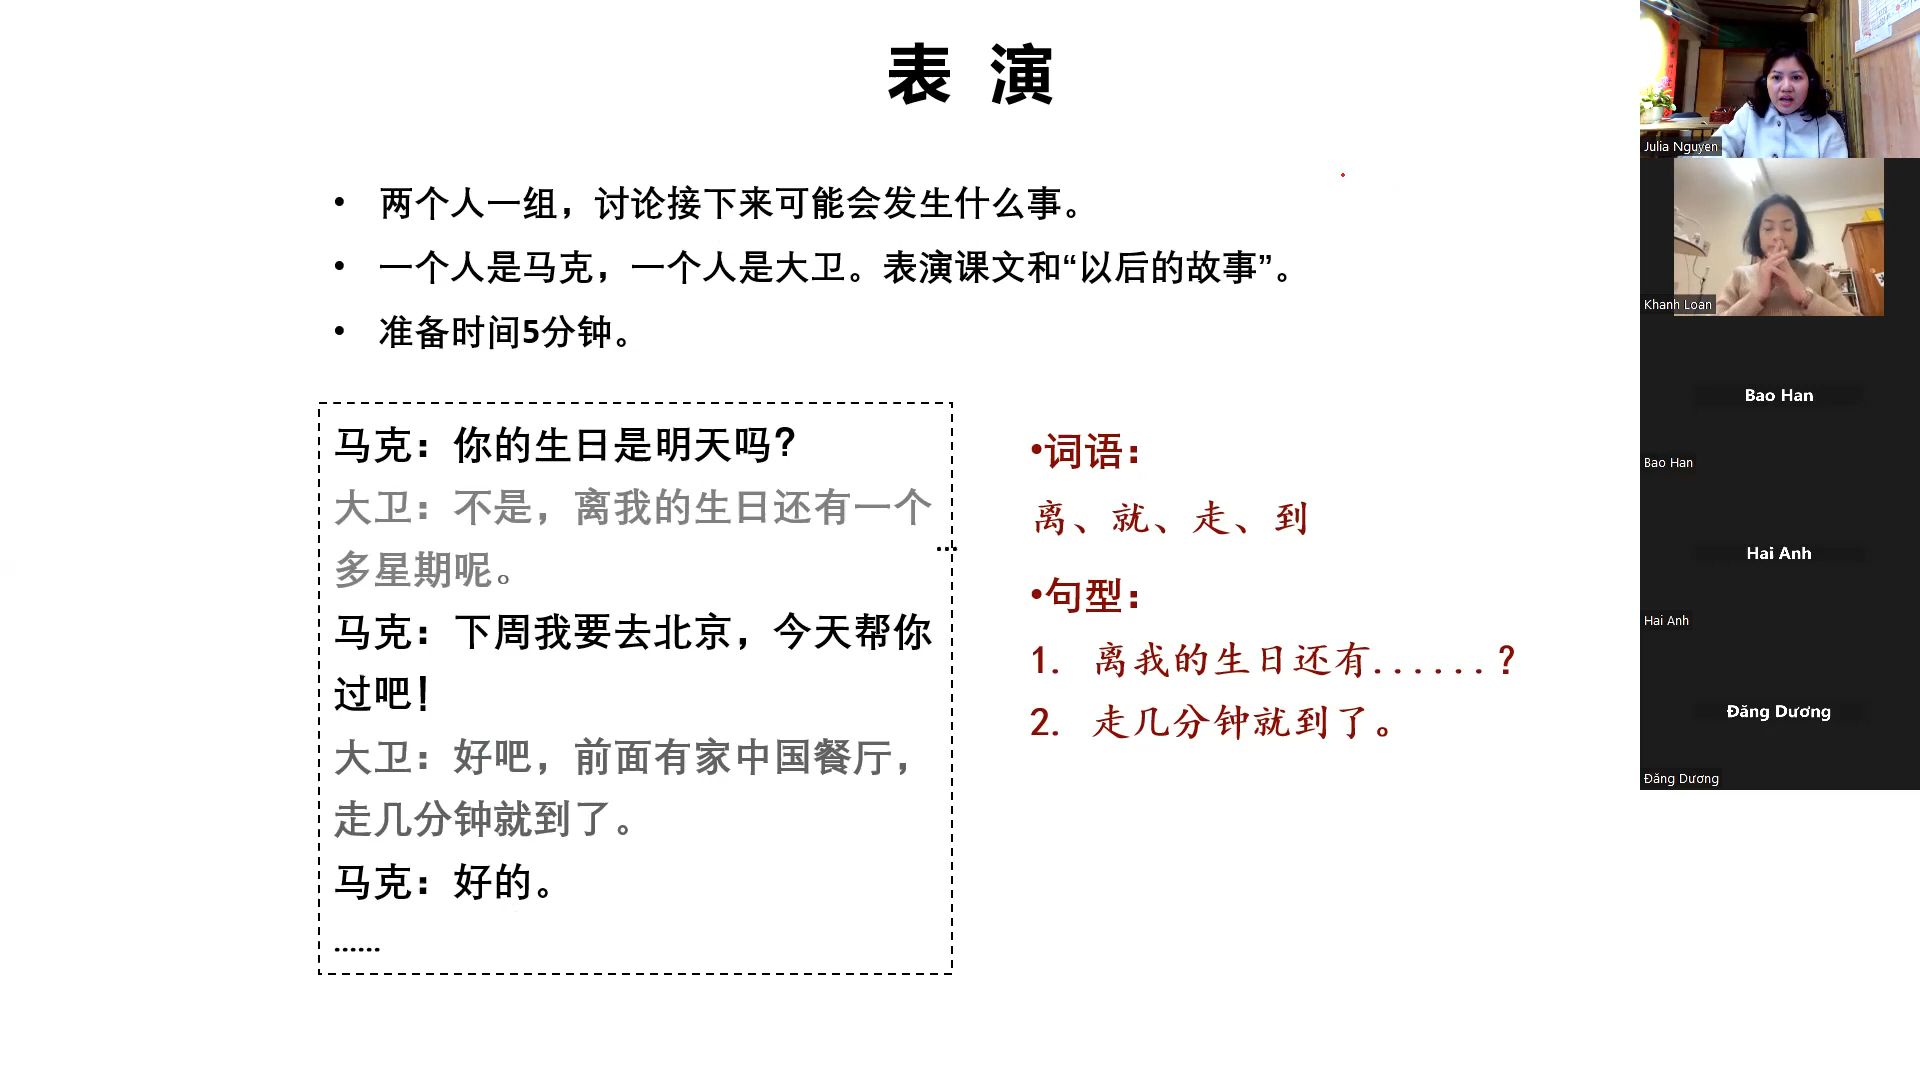 表 演
• 两个人一组，讨论接下来可能会发生什么事。
• 一个人是马克，一个人是大卫。表演课文和“以后的故事”。
• 准备时间5分钟。
马克：你的生日是明天吗？
大卫：不是，离我的生日还有一个
多星期呢。
马克：下周我要去北京，今天帮你
过吧！
大卫：好吧，前面有家中国餐厅，
走几分钟就到了。
马克：好的。
......
...
•词语：
离、就、走、到
•句型：
1. 离我的生日还有......？
2. 走几分钟就到了。
Julia Nguyen
Khanh Loan
Bao Han
Bao Han
Hai Anh
Hai Anh
Đăng Dương
Đăng Dương